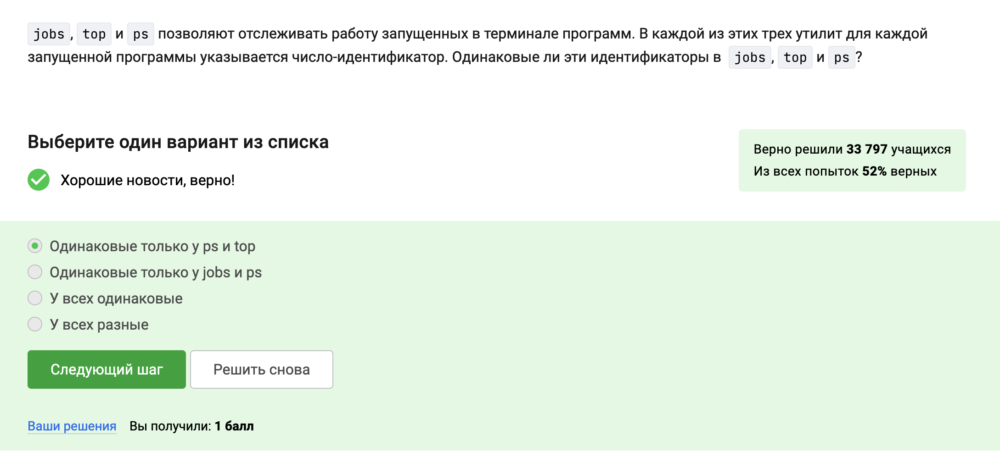 jobs, top и ps позволяют отслеживать работу запущенных в терминале программ. В каждой из этих трех утилит для каждой
запущенной программы указывается число-идентификатор. Одинаковые ли эти идентификаторы в jobs, top и ps?
Выберите один вариант из списка
Хорошие новости, верно!
Верно решили 33 797 учащихся
Из всех попыток 52% верных
Одинаковые только у ps и top
Одинаковые только у jobs и ps
У всех одинаковые
У всех разные
Следующий шаг
Решить снова
Ваши решения Вы получили: 1 балл